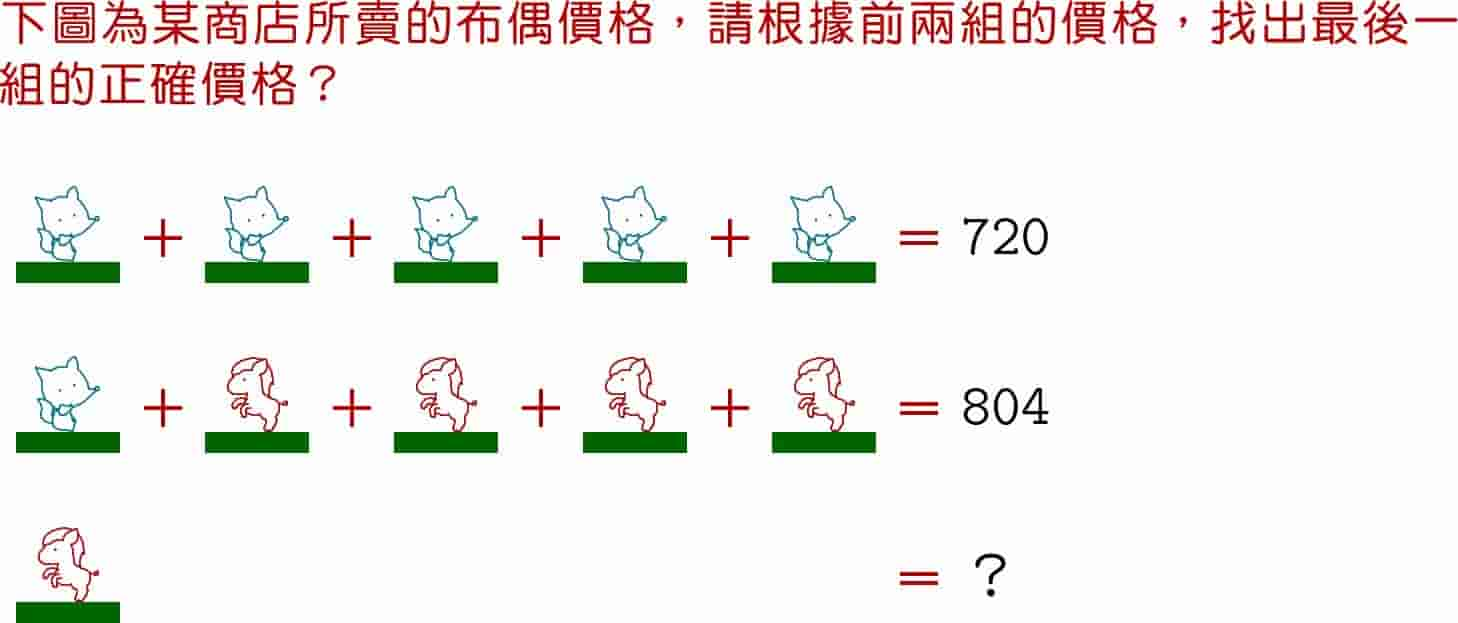 下圖為某商店所賣的布偶價格，請根據前兩組的價格，找出最後一
組的正確價格？
+ + + + = 720
+ + + + = 804
= ?